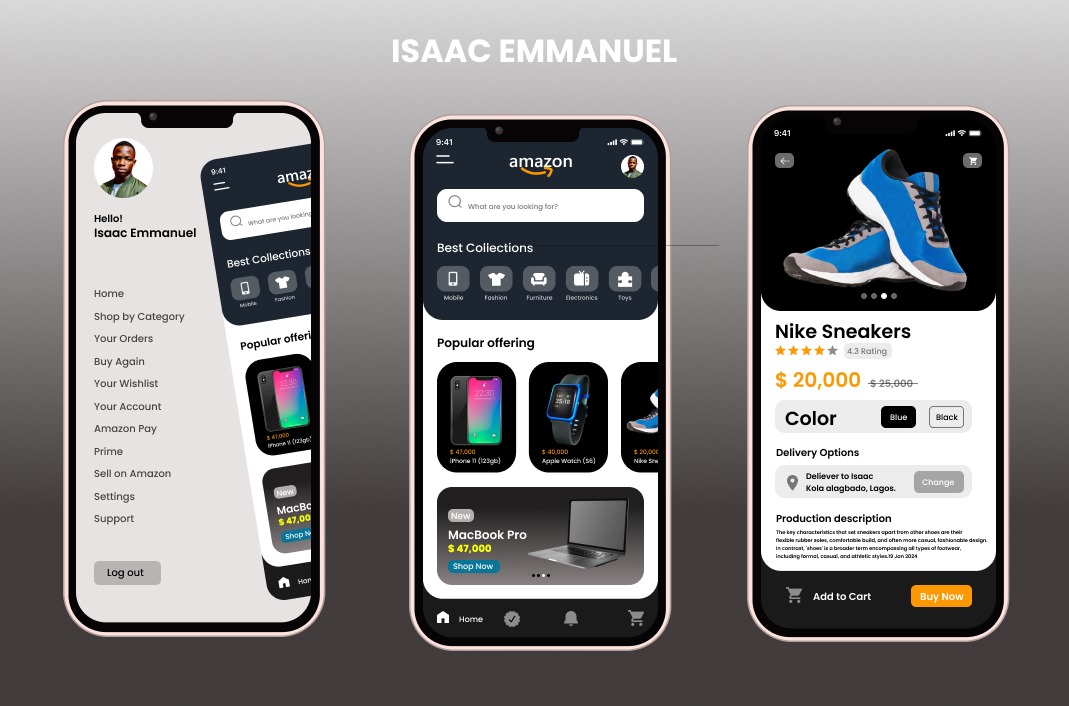 ISAAC EMMANUEL
Hello!
Isaac Emmanuel
Home
Shop by Category
Your Orders
Buy Again
Your Wishlist
Your Account
Amazon Pay
Prime
Sell on Amazon
Settings
Support
Log out
9:41
amaz
What are you looking
Best Collections
Mobile
Fashion
Popular offeri
$ 47,000
iPhone 11 (123gb)
New
MacBo
$ 47,00
Shop N
Hom
9:41
amazon
What are you looking for?
Best Collections
Mobile Fashion Furniture Electronics Toys
Popular offering
$ 47,000 $ 40,000 $ 20,000
iPhone 11 (123gb) Apple Watch (S6) Nike Sne
New
MacBook Pro
$ 47,000
Shop Now
Home
9:41
Nike Sneakers
4.3 Rating
$ 20,000 $ 25,000
Color Blue Black
Delivery Options
Deliever to Isaac
Kola alagbado, Lagos.
Change
Production description
The key characteristics that set sneakers apart from other shoes are their
flexible rubber soles, comfortable build, and often more casual, fashionable design.
In contrast, 'shoes' is a broader term encompassing all types of footwear,
including formal, casual, and athletic styles.19 Jan 2024
Add to Cart Buy Now